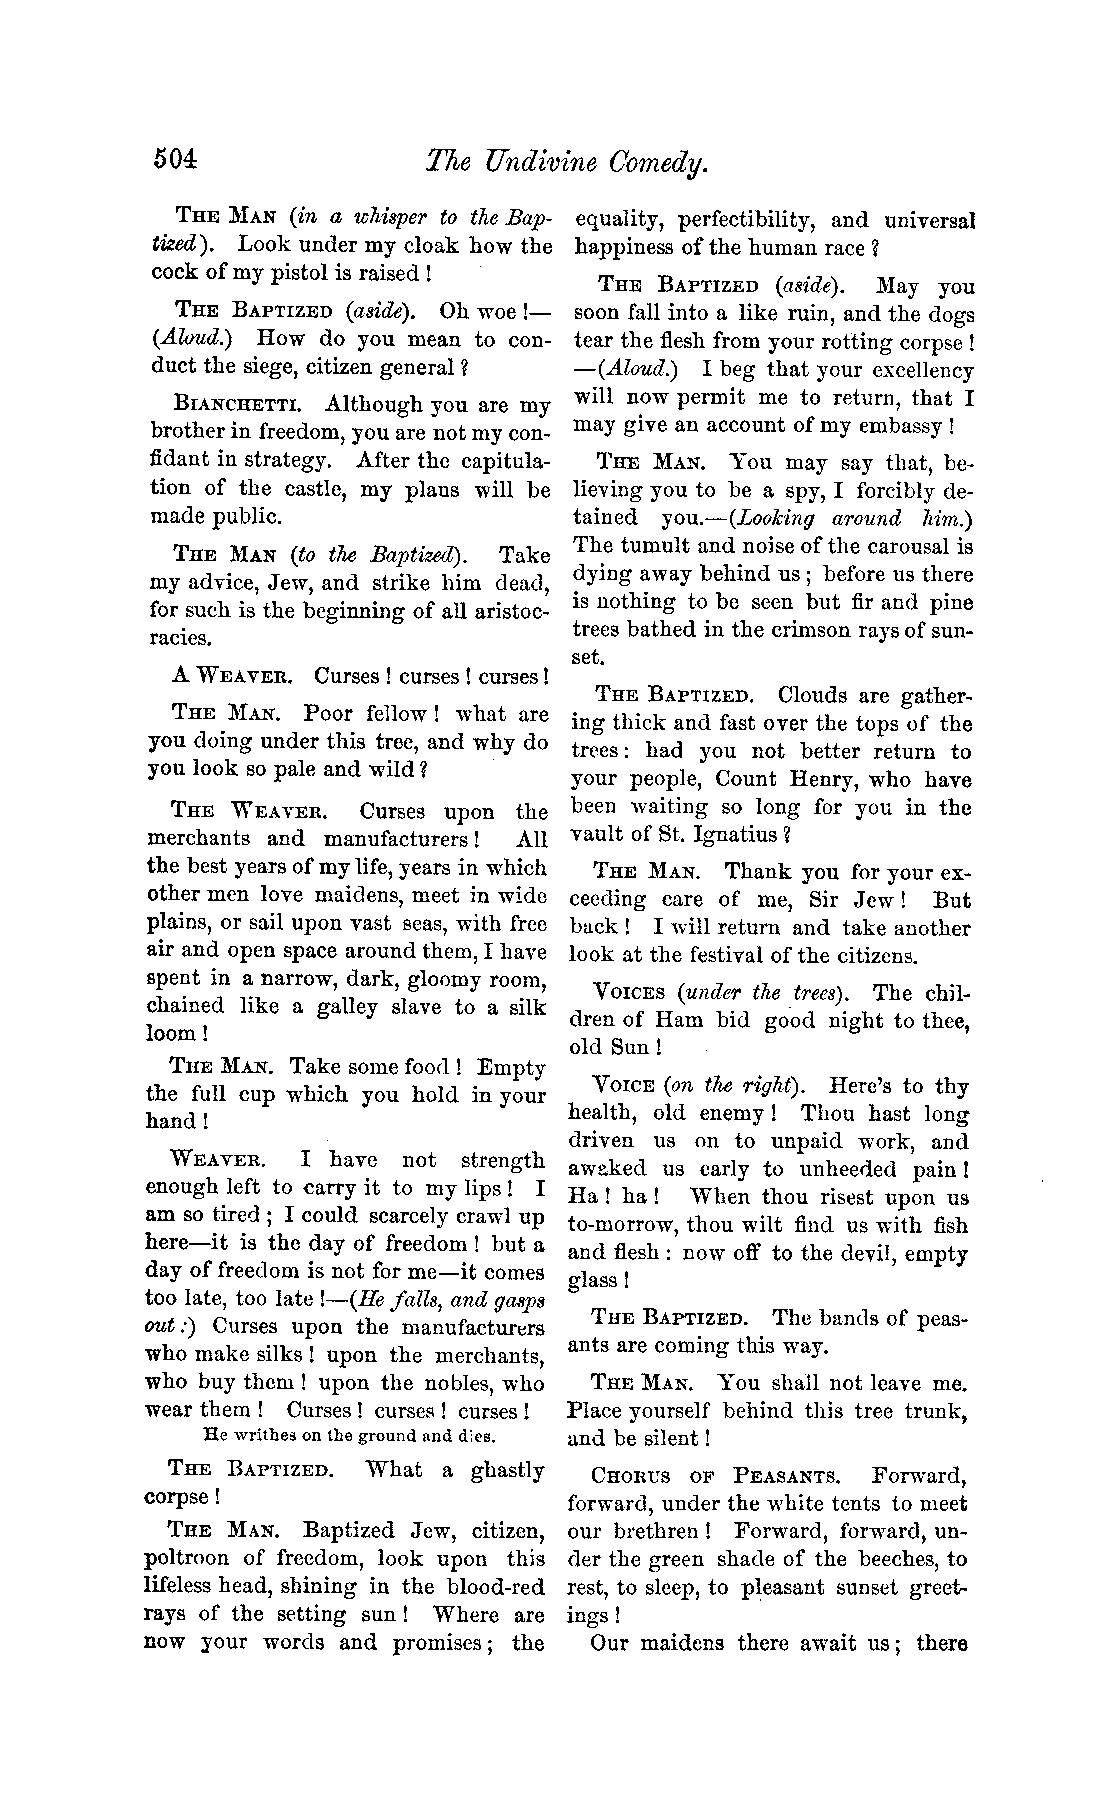 504 The Undivine Comedy.
THE MAN (in a whisper to the Bap-
tized). Look under my cloak how the
cock of my pistol is raised !
THE BAPTIZED (aside). Oh woe !—
(Aloud.) How do you mean to con-
duct the siege, citizen general ?
BIANCHETTI. Although you are my
brother in freedom, you are not my con-
fidant in strategy. After the capitula-
tion of the castle, my plans will be
made public.
THE MAN (to the Baptized). Take
my advice, Jew, and strike him dead,
for such is the beginning of all aristoc-
racies.
A WEAVER. Curses ! curses ! curses !
THE MAN. Poor fellow ! what are
you doing under this tree, and why do
you look so pale and wild ?
THE WEAVER. Curses upon the
merchants and manufacturers ! All
the best years of my life, years in which
other men love maidens, meet in wide
plains, or sail upon vast seas, with free
air and open space around them, I have
spent in a narrow, dark, gloomy room,
chained like a galley slave to a silk
loom !
THE MAN. Take some food ! Empty
the full cup which you hold in your
hand !
WEAVER. I have not strength
enough left to carry it to my lips ! I
am so tired ; I could scarcely crawl up
here—it is the day of freedom ! but a
day of freedom is not for me—it comes
too late, too late !—(He falls, and gasps
out :) Curses upon the manufacturers
who make silks ! upon the merchants,
who buy them ! upon the nobles, who
wear them ! Curses ! curses ! curses !
He writhes on the ground and dies.
THE BAPTIZED. What a ghastly
corpse !
THE MAN. Baptized Jew, citizen,
poltroon of freedom, look upon this
lifeless head, shining in the blood-red
rays of the setting sun ! Where are
now your words and promises ; the
equality, perfectibility, and universal
happiness of the human race ?
THE BAPTIZED (aside). May you
soon fall into a like ruin, and the dogs
tear the flesh from your rotting corpse !
—(Aloud.) I beg that your excellency
will now permit me to return, that I
may give an account of my embassy !
THE MAN. You may say that, be-
lieving you to be a spy, I forcibly de-
tained you.—(Looking around him.)
The tumult and noise of the carousal is
dying away behind us ; before us there
is nothing to be seen but fir and pine
trees bathed in the crimson rays of sun-
set.
THE BAPTIZED. Clouds are gather-
ing thick and fast over the tops of the
trees : had you not better return to
your people, Count Henry, who have
been waiting so long for you in the
vault of St. Ignatius ?
THE MAN. Thank you for your ex-
ceeding care of me, Sir Jew ! But
back ! I will return and take another
look at the festival of the citizens.
VOICES (under the trees). The chil-
dren of Ham bid good night to thee,
old Sun !
VOICE (on the right). Here's to thy
health, old enemy ! Thou hast long
driven us on to unpaid work, and
awaked us early to unheeded pain !
Ha ! ha ! When thou risest upon us
to-morrow, thou wilt find us with fish
and flesh : now off to the devil, empty
glass !
THE BAPTIZED. The bands of peas-
ants are coming this way.
THE MAN. You shall not leave me.
Place yourself behind this tree trunk,
and be silent !
CHORUS OF PEASANTS. Forward,
forward, under the white tents to meet
our brethren ! Forward, forward, un-
der the green shade of the beeches, to
rest, to sleep, to pleasant sunset greet-
ings !
Our maidens there await us ; there